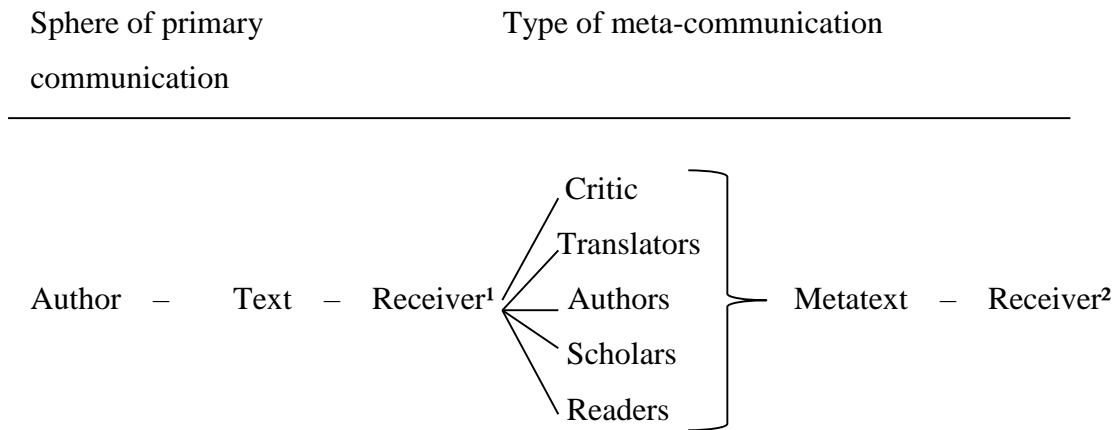 Sphere of primary
communication
Type of meta-communication
Critic
Translators
Author – Text – Receiver¹ Authors Metatext – Receiver²
Scholars
Readers